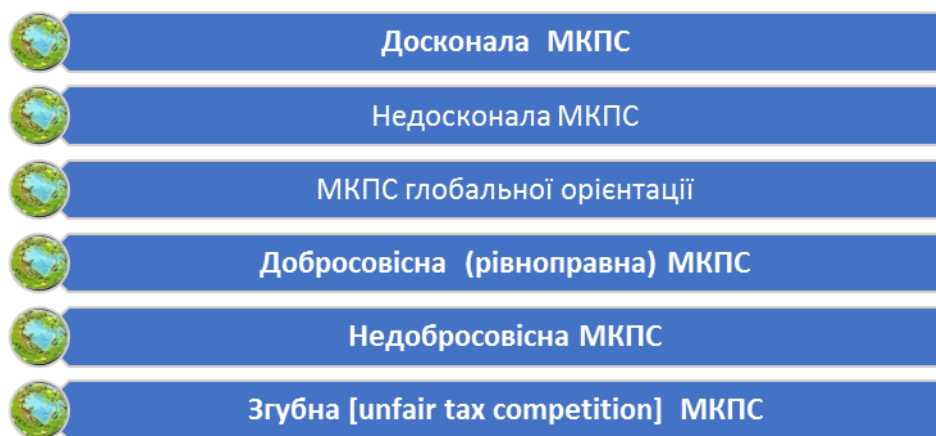 Досконала МКПС
Недосконала МКПС
МКПС глобальної орієнтації
Добросовісна (рівноправна) МКПС
Недобросовісна МКПС
Згубна [unfair tax competition] МКПС